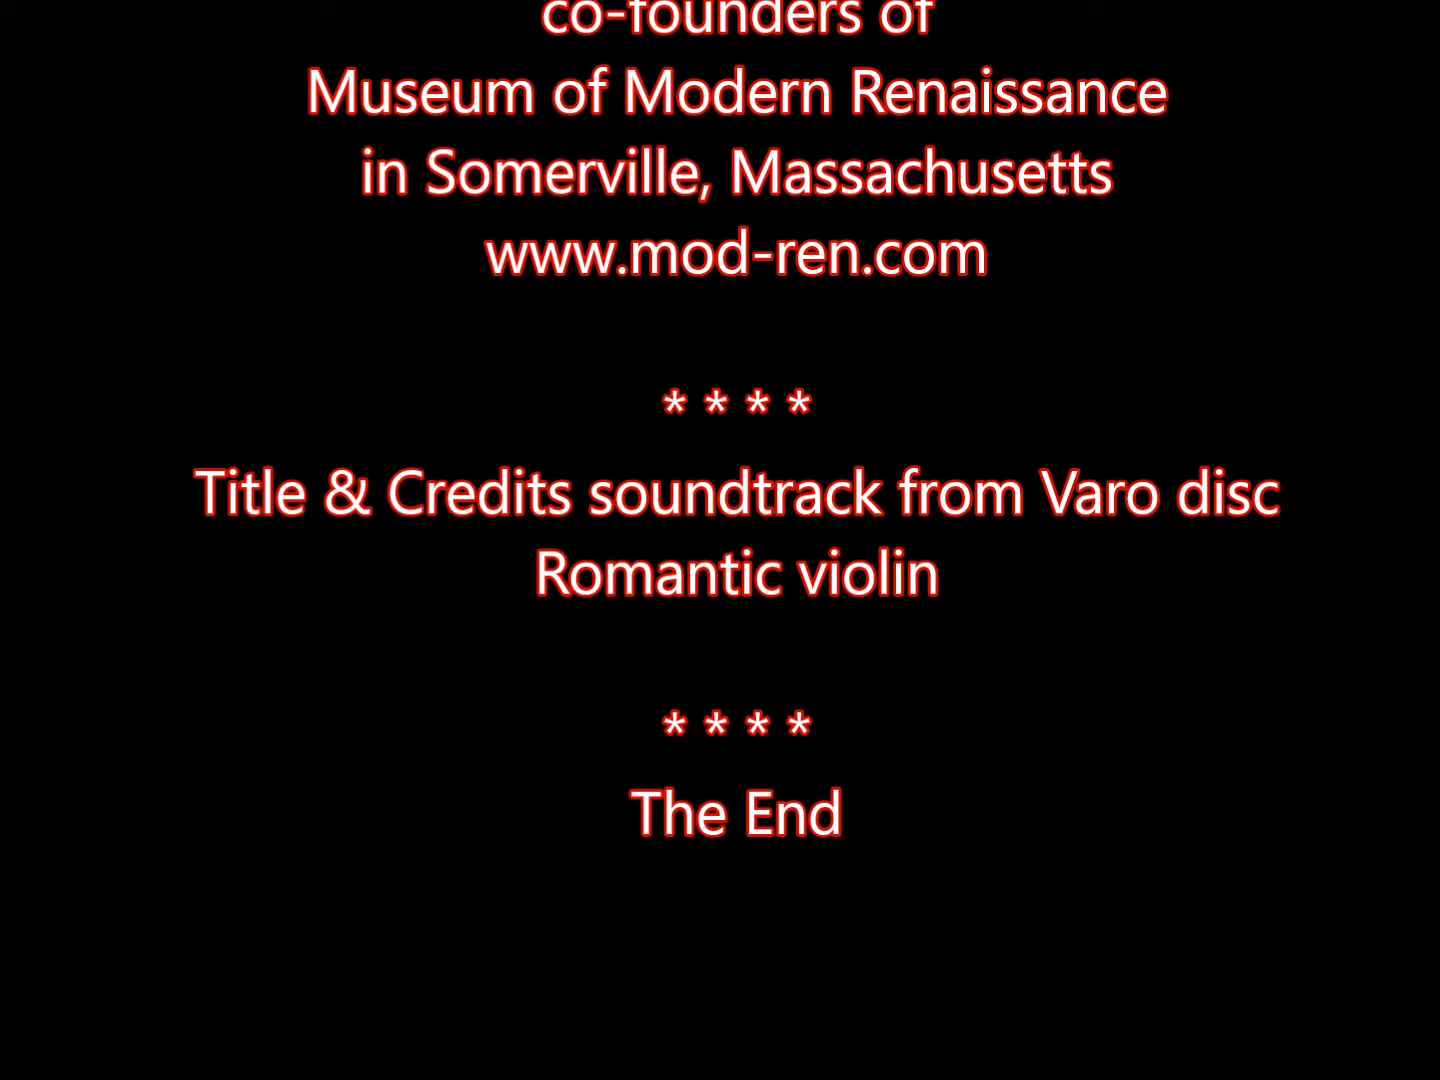 co-founders of
Museum of Modern Renaissance
in Somerville, Massachusetts
www.mod-ren.com
* * * *
Title & Credits soundtrack from Varo disc
Romantic violin
* * * *
The End